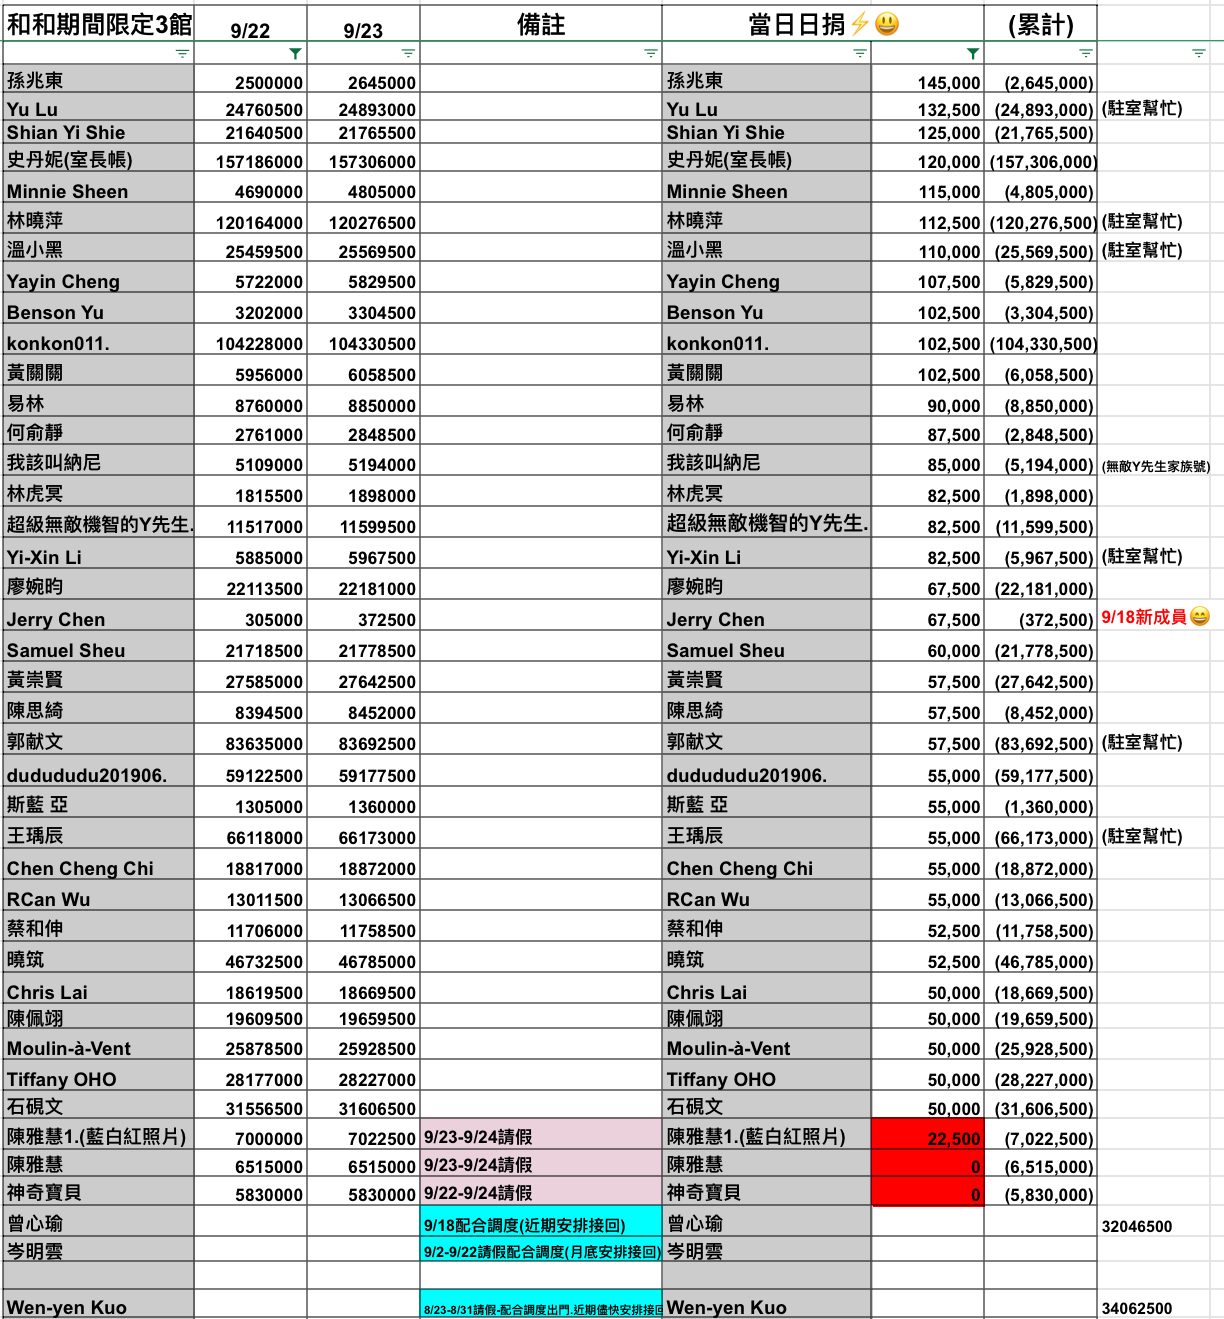 和和期間限定3館 9/22 9/23 備註 當日日捐⚡😃 (累計)
孫兆東 2500000 2645000 孫兆東 145,000 (2,645,000)
Yu Lu 24760500 24893000 Yu Lu 132,500 (24,893,000) (駐室幫忙)
Shian Yi Shie 21640500 21765500 Shian Yi Shie 125,000 (21,765,500)
史丹妮(室長帳) 157186000 157306000 史丹妮(室長帳) 120,000 (157,306,000)
Minnie Sheen 4690000 4805000 Minnie Sheen 115,000 (4,805,000)
林曉萍 120164000 120276500 林曉萍 112,500 (120,276,500) (駐室幫忙)
溫小黑 25459500 25569500 溫小黑 110,000 (25,569,500) (駐室幫忙)
Yayin Cheng 5722000 5829500 Yayin Cheng 107,500 (5,829,500)
Benson Yu 3202000 3304500 Benson Yu 102,500 (3,304,500)
konkon011. 104228000 104330500 konkon011. 102,500 (104,330,500)
黃關關 5956000 6058500 黃關關 102,500 (6,058,500)
易林 8760000 8850000 易林 90,000 (8,850,000)
何俞靜 2761000 2848500 何俞靜 87,500 (2,848,500)
我該叫納尼 5109000 5194000 我該叫納尼 85,000 (5,194,000) (無敵Y先生家族號)
林虎冥 1815500 1898000 林虎冥 82,500 (1,898,000)
超級無敵機智的Y先生. 11517000 11599500 超級無敵機智的Y先生. 82,500 (11,599,500)
Yi-Xin Li 5885000 5967500 Yi-Xin Li 82,500 (5,967,500) (駐室幫忙)
廖婉昀 22113500 22181000 廖婉昀 67,500 (22,181,000)
Jerry Chen 305000 372500 Jerry Chen 67,500 (372,500) 9/18新成員😄
Samuel Sheu 21718500 21778500 Samuel Sheu 60,000 (21,778,500)
黃崇賢 27585000 27642500 黃崇賢 57,500 (27,642,500)
陳思綺 8394500 8452000 陳思綺 57,500 (8,452,000)
郭献文 83635000 83692500 郭献文 57,500 (83,692,500) (駐室幫忙)
dudududu201906. 59122500 59177500 dudududu201906. 55,000 (59,177,500)
斯藍 亞 1305000 1360000 斯藍 亞 55,000 (1,360,000)
王瑀辰 66118000 66173000 王瑀辰 55,000 (66,173,000) (駐室幫忙)
Chen Cheng Chi 18817000 18872000 Chen Cheng Chi 55,000 (18,872,000)
RCan Wu 13011500 13066500 RCan Wu 55,000 (13,066,500)
蔡和伸 11706000 11758500 蔡和伸 52,500 (11,758,500)
曉筑 46732500 46785000 曉筑 52,500 (46,785,000)
Chris Lai 18619500 18669500 Chris Lai 50,000 (18,669,500)
陳佩翊 19609500 19659500 陳佩翊 50,000 (19,659,500)
Moulin-à-Vent 25878500 25928500 Moulin-à-Vent 50,000 (25,928,500)
Tiffany OHO 28177000 28227000 Tiffany OHO 50,000 (28,227,000)
石硯文 31556500 31606500 石硯文 50,000 (31,606,500)
陳雅慧1.(藍白紅照片) 7000000 7022500 9/23-9/24請假 陳雅慧1.(藍白紅照片) 22,500 (7,022,500)
陳雅慧 6515000 6515000 9/23-9/24請假 陳雅慧 0 (6,515,000)
神奇寶貝 5830000 5830000 9/22-9/24請假 神奇寶貝 0 (5,830,000)
曾心瑜 9/18配合調度(近期安排接回) 曾心瑜 32046500
岑明雲 9/2-9/22請假配合調度(月底安排接回) 岑明雲
Wen-yen Kuo 8/23-8/31請假-配合調度出門.近期儘快安排接回 Wen-yen Kuo 34062500